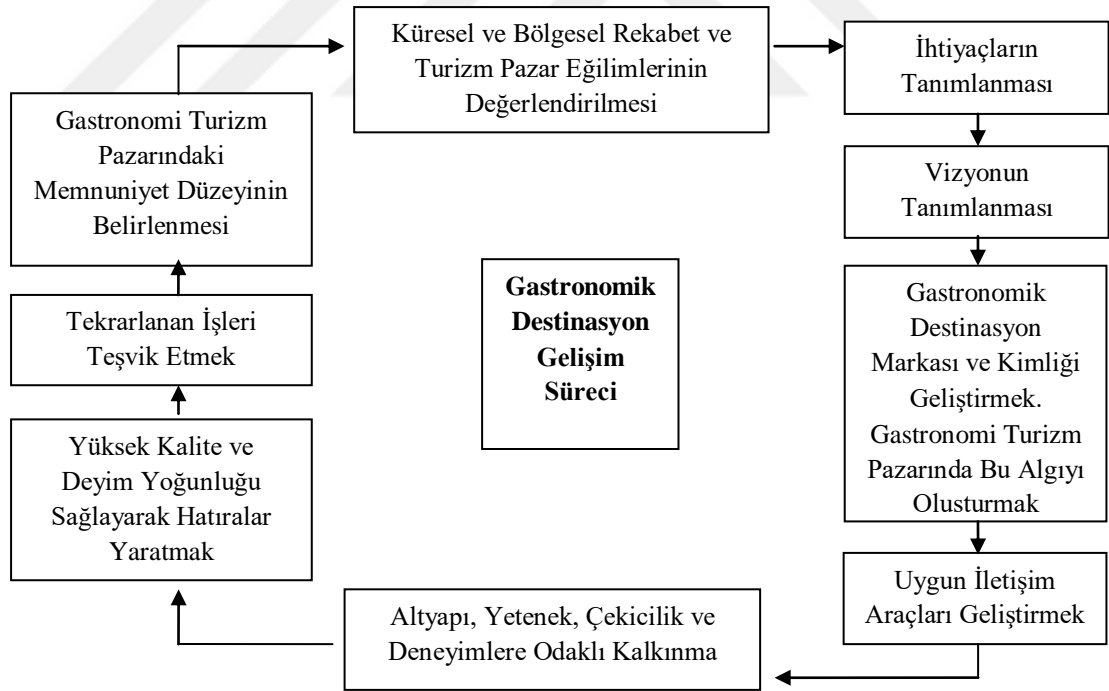 Küresel ve Bölgesel Rekabet ve
Turizm Pazar Eğilimlerinin
Değerlendirilmesi
İhtiyaçların
Tanımlanması
Vizyonun
Tanımlanması
Gastronomik
Destinasyon
Markası ve Kimliği
Geliştirmek.
Gastronomi Turizm
Pazarında Bu Algıyı
Olusturmak
Uygun İletişim
Araçları Geliştirmek
Altyapı, Yetenek, Çekicilik ve
Deneyimlere Odaklı Kalkınma
Yüksek Kalite ve
Deyim Yoğunluğu
Sağlayarak Hatıralar
Yaratmak
Tekrarlanan İşleri
Teşvik Etmek
Gastronomi Turizm
Pazarındaki
Memnuniyet Düzeyinin
Belirlenmesi
Gastronomik
Destinasyon
Gelişim
Süreci